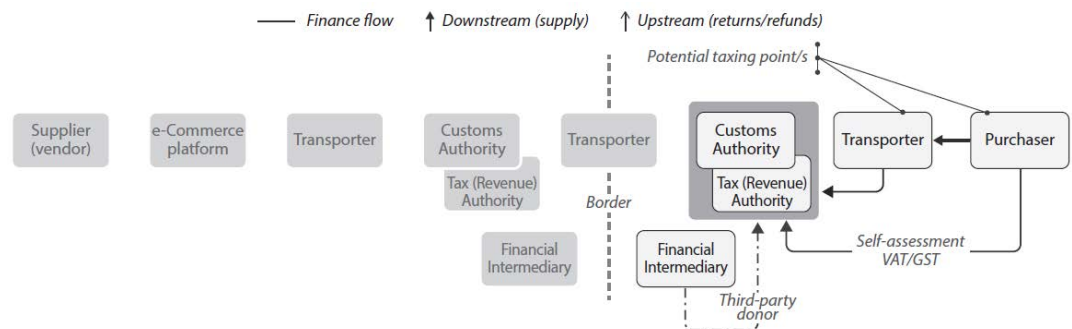 Finance flow
Downstream (supply)
Upstream (returns/refunds)
Potential taxing point/s
Supplier
(vendor)
e-Commerce
platform
Transporter
Customs
Authority
Tax (Revenue)
Authority
Transporter
Border
Financial
Intermediary
Customs
Authority
Tax (Revenue)
Authority
Transporter
Purchaser
Financial
Intermediary
Self-assessment
VAT/GST
Third-party
donor